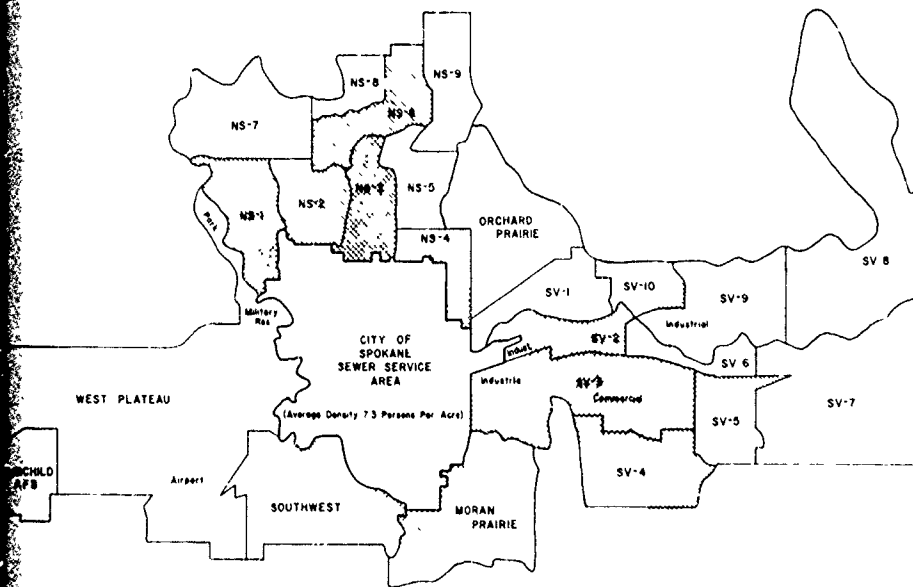 NS-8
NS-9
NS-7
NS-6
NS-3
NS-5
NS-2
NS-1
Park
NS-4
ORCHARD
PRAIRIE
SV 8
SV-1
SV-10
SV-9
Military
Res
Industrial
CITY OF
SPOKANE
SEWER SERVICE
AREA
SV-2
Indust
SV 6
Industria
SV-3
Commercial
WEST PLATEAU
(Average Density 7 3 Persons Per Acre)
SV-5
SV-7
RCHILD
AFB
Airport
SV-4
SOUTHWEST
MORAN
PRAIRIE